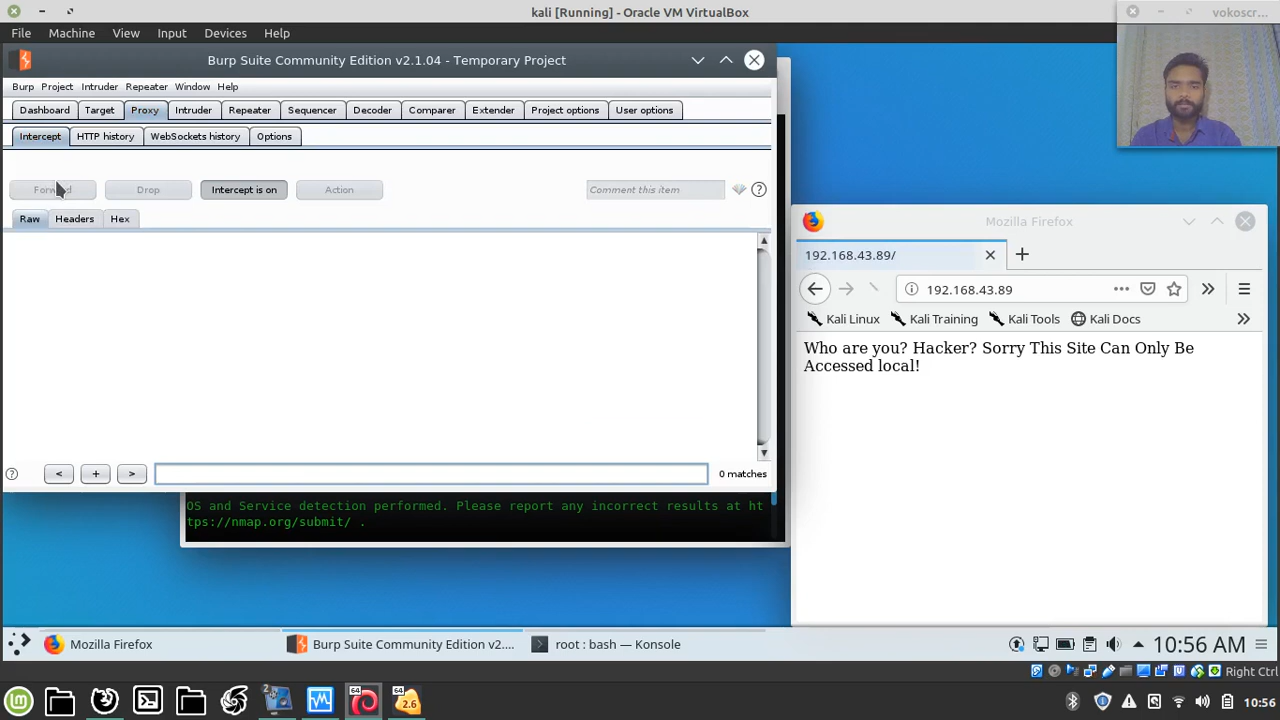 kali [Running] - Oracle VM VirtualBox
vokoscr...
File Machine View Input Devices Help
Burp Suite Community Edition v2.1.04 - Temporary Project
Burp Project Intruder Repeater Window Help
Dashboard Target Proxy Intruder Repeater Sequencer Decoder Comparer Extender Project options User options
Intercept HTTP history WebSockets history Options
Forward Drop Intercept is on Action Comment this item ?
Raw Headers Hex
Mozilla Firefox
192.168.43.89/
192.168.43.89
Kali Linux Kali Training Kali Tools Kali Docs
Who are you? Hacker? Sorry This Site Can Only Be
Accessed local!
? < + > 0 matches
OS and Service detection performed. Please report any incorrect results at ht
tps://nmap.org/submit/ .
Mozilla Firefox Burp Suite Community Edition v2.... root : bash — Konsole 10:56 AM
Right Ctrl
64 64
2.6
10:56